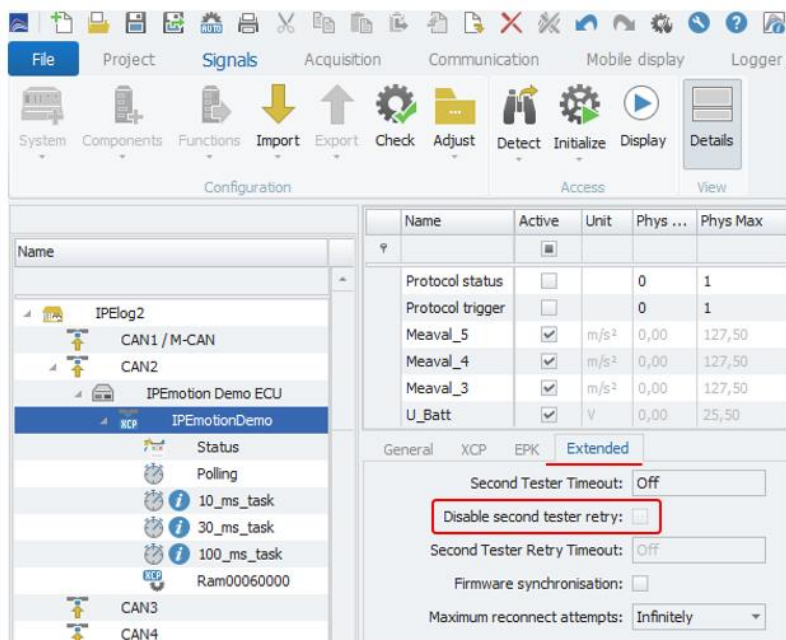 AUTO
File Project Signals Acquisition Communication Mobile display Logger
System Components Functions Import Export Check Adjust Detect Initialize Display Details
Configuration Access View
Name Active Unit Phys ... Phys Max
Name
Protocol status 0 1
IPElog2 Protocol trigger 0 1
CAN1 / M-CAN Meaval_5 m/s² 0,00 127,50
CAN2 Meaval_4 m/s² 0,00 127,50
IPEmotion Demo ECU Meaval_3 m/s² 0,00 127,50
XCP IPEmotionDemo U_Batt V 0,00 25,50
Status General XCP EPK Extended
Polling Second Tester Timeout: Off
10_ms_task
30_ms_task Disable second tester retry:
100_ms_task Second Tester Retry Timeout: Off
XCP Ram00060000 Firmware synchronisation:
CAN3 Maximum reconnect attempts: Infinitely
CAN4